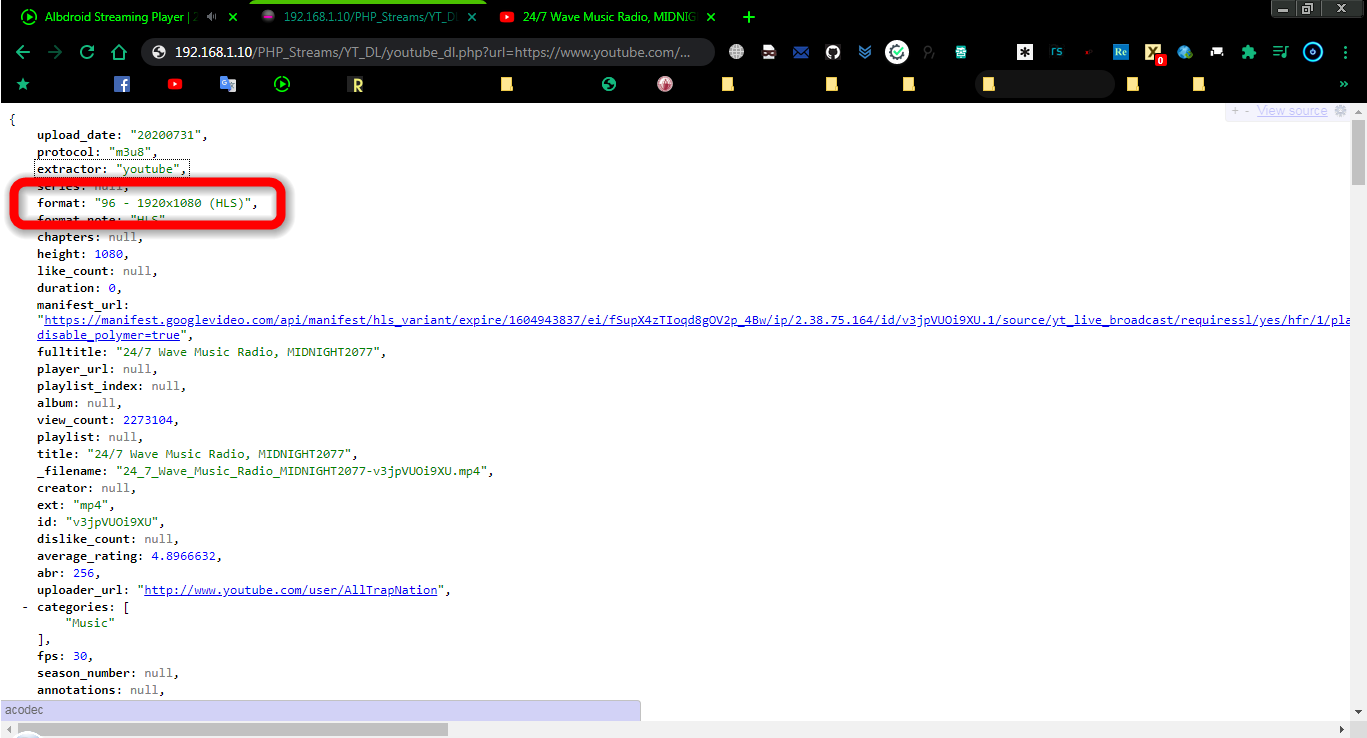 Albdroid Streaming Player | 2
192.168.1.10/PHP_Streams/YT_DL
24/7 Wave Music Radio, MIDNIG
192.168.1.10/PHP_Streams/YT_DL/youtube_dl.php?url=https://www.youtube.com/...
rs
Re
X
0
R
+ - View source
{
upload_date: "20200731",
protocol: "m3u8",
extractor: "youtube",
series: null,
format: "96 - 1920x1080 (HLS)",
format_note: "HLS"
chapters: null,
height: 1080,
like_count: null,
duration: 0,
manifest_url:
"https://manifest.googlevideo.com/api/manifest/hls_variant/expire/1604943837/ei/fSupX4zTIoqd8gOV2p_4Bw/ip/2.38.75.164/id/v3jpVUOi9XU.1/source/yt_live_broadcast/requiressl/yes/hfr/1/pla
disable_polymer=true",
fulltitle: "24/7 Wave Music Radio, MIDNIGHT2077",
player_url: null,
playlist_index: null,
album: null,
view_count: 2273104,
playlist: null,
title: "24/7 Wave Music Radio, MIDNIGHT2077",
_filename: "24_7_Wave_Music_Radio_MIDNIGHT2077-v3jpVUOi9XU.mp4",
creator: null,
ext: "mp4",
id: "v3jpVUOi9XU",
dislike_count: null,
average_rating: 4.8966632,
abr: 256,
uploader_url: "http://www.youtube.com/user/AllTrapNation",
- categories: [
"Music"
],
fps: 30,
season_number: null,
annotations: null,
acodec